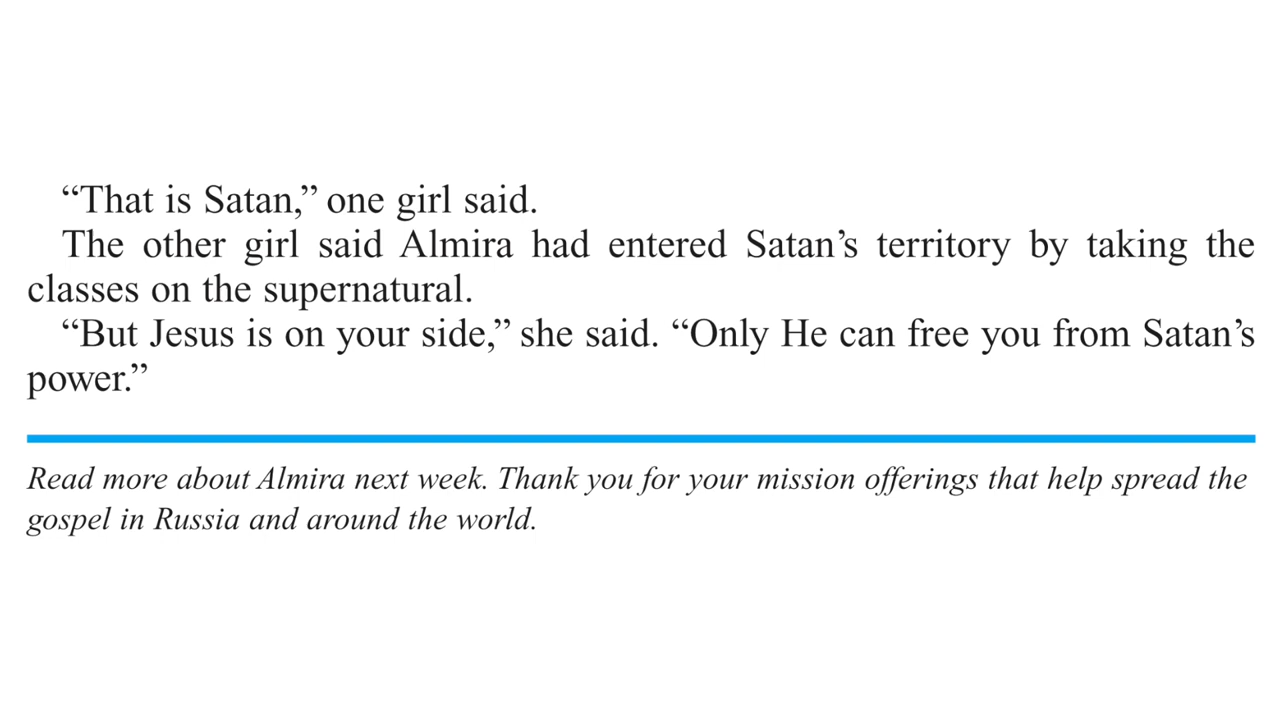 “That is Satan,” one girl said.
The other girl said Almira had entered Satan’s territory by taking the
classes on the supernatural.
“But Jesus is on your side,” she said. “Only He can free you from Satan’s
power.”
Read more about Almira next week. Thank you for your mission offerings that help spread the
gospel in Russia and around the world.